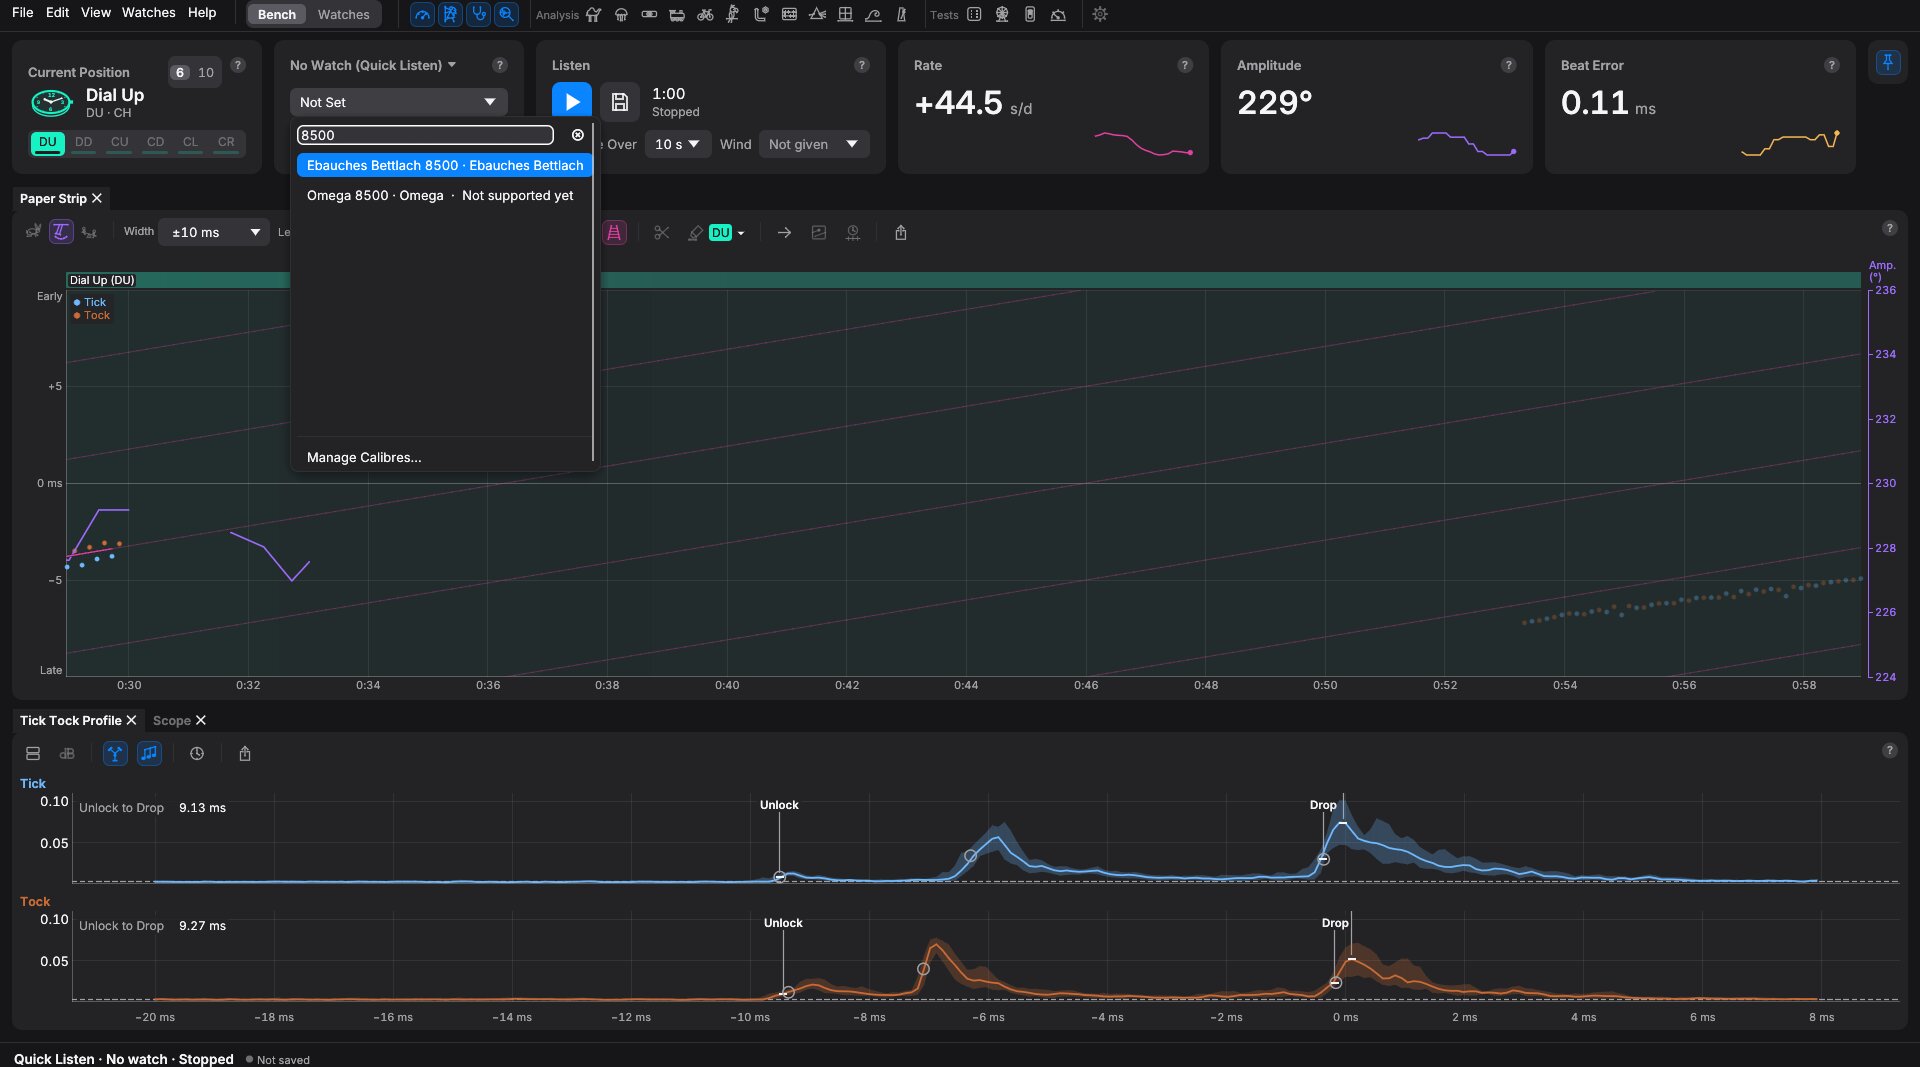 File Edit View Watches Help Bench Watches Analysis Tests
Current Position 6 10 ?
Dial Up
DU · CH
DU DD CU CD CL CR
No Watch (Quick Listen) ?
Not Set
8500
Ebauches Bettlach 8500 · Ebauches Bettlach
Omega 8500 · Omega · Not supported yet
Manage Calibres...
Listen ?
1:00
Stopped
Over 10 s Wind Not given
Rate ?
+44.5 s/d
Amplitude ?
229°
Beat Error ?
0.11 ms
Paper Strip
Width ±10 ms Le DU ?
Dial Up (DU)
Tick
Tock
Early
+5
0 ms
−5
Late
Amp.
(°)
236
234
232
230
228
226
224
0:30 0:32 0:34 0:36 0:38 0:40 0:42 0:44 0:46 0:48 0:50 0:52 0:54 0:56 0:58
Tick Tock Profile Scope
dB ?
Tick
0.10
0.05
Unlock to Drop 9.13 ms
Unlock
Drop
Tock
0.10
0.05
Unlock to Drop 9.27 ms
Unlock
Drop
−20 ms −18 ms −16 ms −14 ms −12 ms −10 ms −8 ms −6 ms −4 ms −2 ms 0 ms 2 ms 4 ms 6 ms 8 ms
Quick Listen · No watch · Stopped Not saved